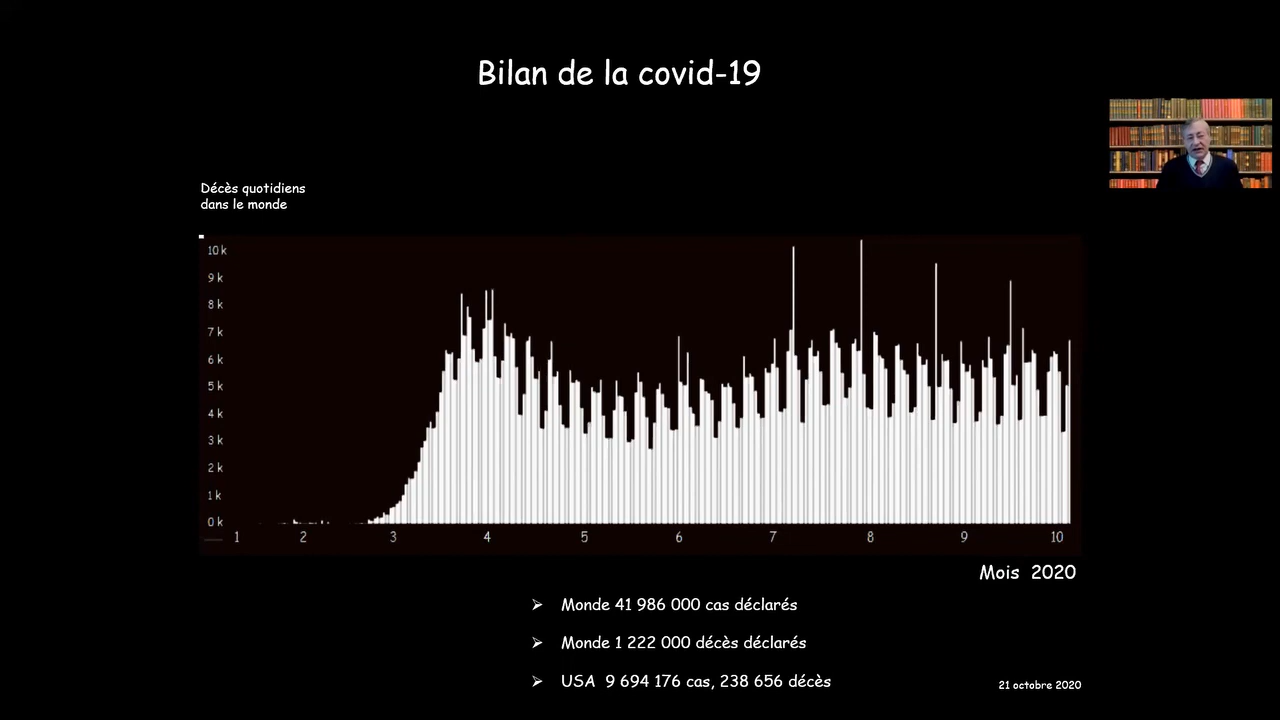 Bilan de la covid-19
Décès quotidiens
dans le monde
10 k
9 k
8 k
7 k
6 k
5 k
4 k
3 k
2 k
1 k
0 k
1 2 3 4 5 6 7 8 9 10
Mois 2020
➢ Monde 41 986 000 cas déclarés
➢ Monde 1 222 000 décès déclarés
➢ USA 9 694 176 cas, 238 656 décès
21 octobre 2020